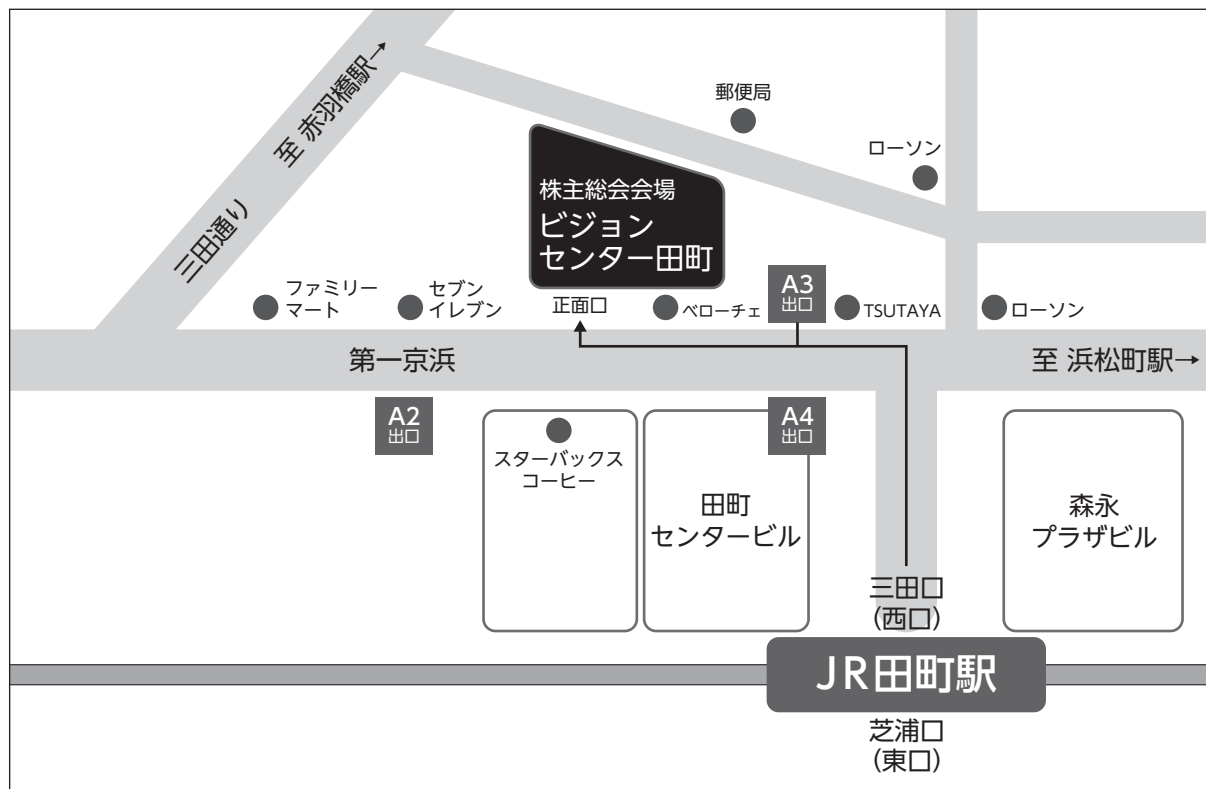 至 赤羽橋駅→
三田通り
郵便局
ローソン
株主総会会場
ビジョン
センター田町
ファミリー
マート
セブン
イレブン
正面口
ベローチェ
A3
出口
TSUTAYA
ローソン
第一京浜
至 浜松町駅→
A2
出口
スターバックス
コーヒー
田町
センタービル
A4
出口
森永
プラザビル
三田口
(西口)
JR田町駅
芝浦口
(東口)